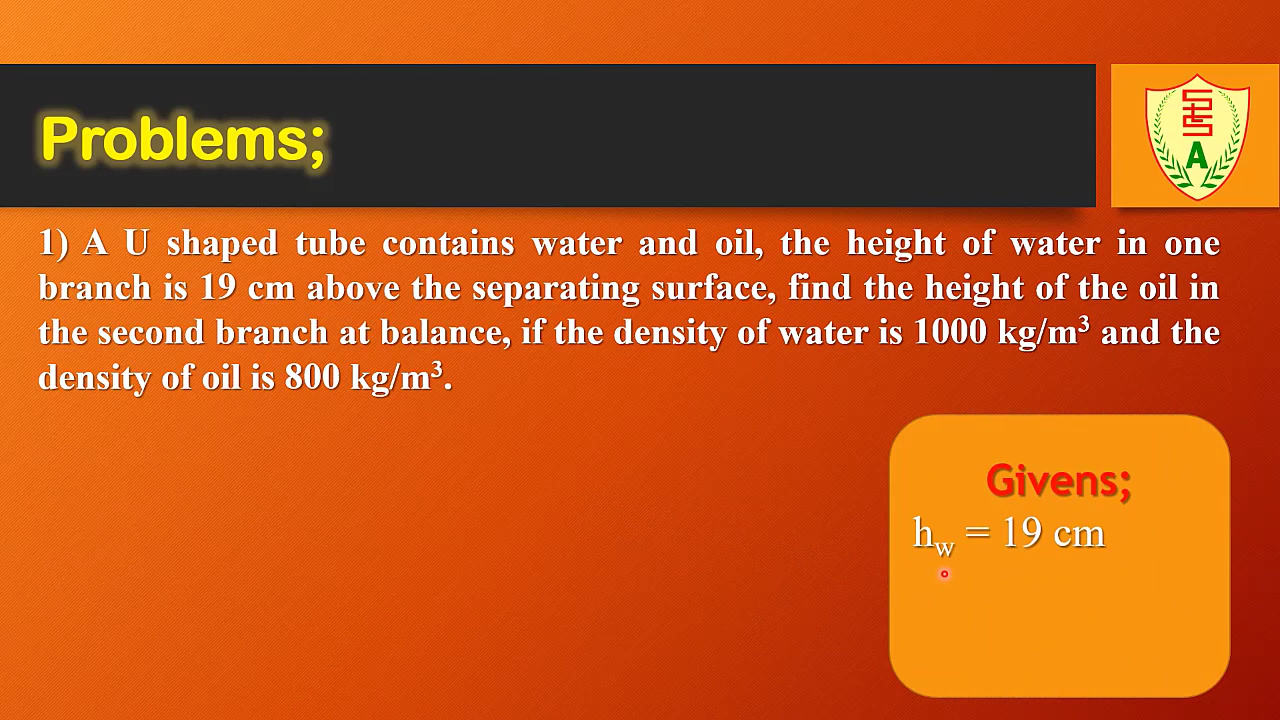 Problems;
A
1) A U shaped tube contains water and oil, the height of water in one
branch is 19 cm above the separating surface, find the height of the oil in
the second branch at balance, if the density of water is 1000 kg/m³ and the
density of oil is 800 kg/m³.
Givens;
h_w = 19 cm